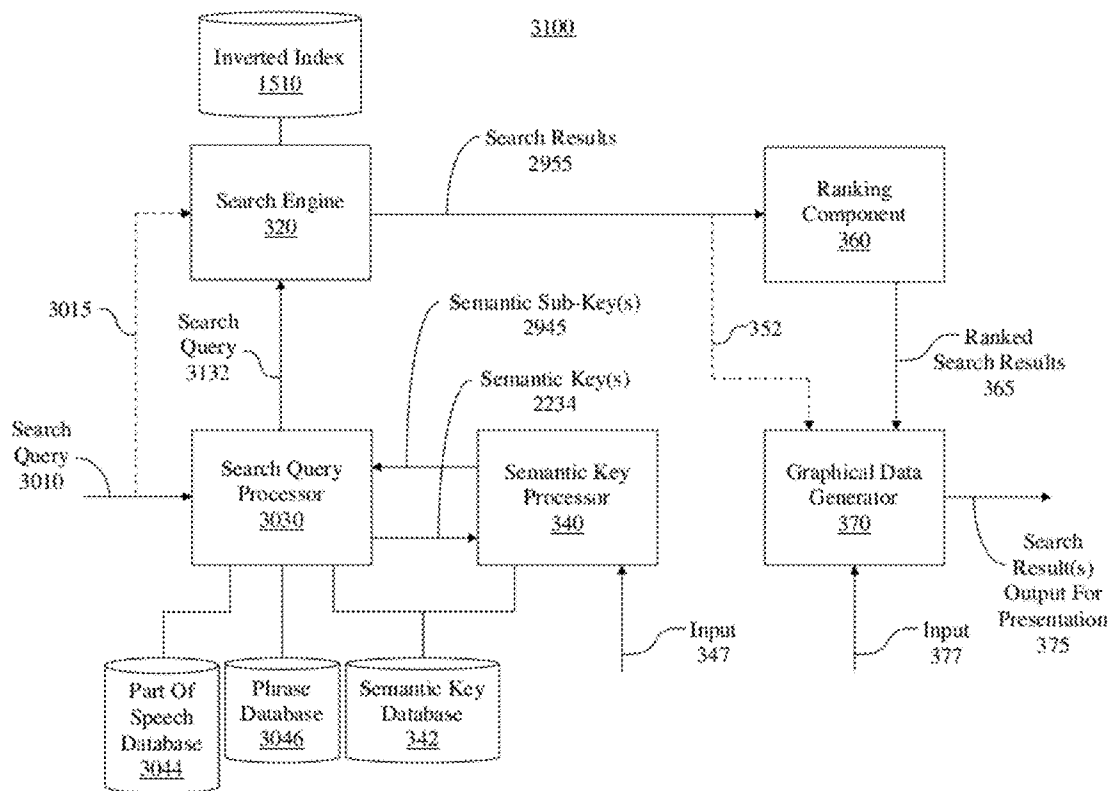 3100
Inverted Index
1510
Search Results
2955
Search Engine
320
Ranking
Component
360
3015
Search
Query
3132
Semantic Sub-Key(s)
2945
352
Ranked
Search Results
365
Semantic Key(s)
2234
Search
Query
3010
Search Query
Processor
3030
Semantic Key
Processor
340
Graphical Data
Generator
370
Search
Result(s)
Output For
Presentation
375
Input
347
Input
377
Part Of
Speech
Database
3044
Phrase
Database
3046
Semantic Key
Database
342